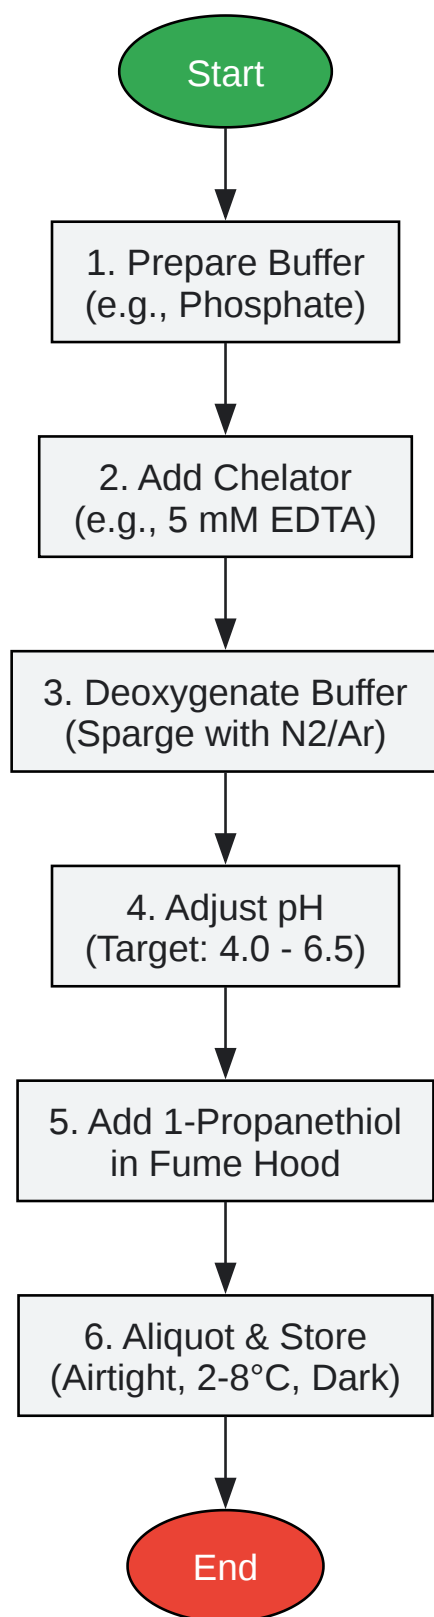 Start
1. Prepare Buffer
(e.g., Phosphate)
2. Add Chelator
(e.g., 5 mM EDTA)
3. Deoxygenate Buffer
(Sparge with N2/Ar)
4. Adjust pH
(Target: 4.0 - 6.5)
5. Add 1-Propanethiol
in Fume Hood
6. Aliquot & Store
(Airtight, 2-8°C, Dark)
End